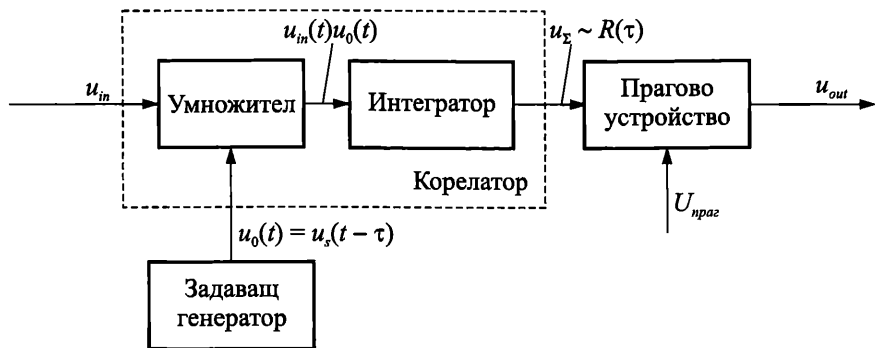 u_in(t)u_0(t)
u_Σ ~ R(τ)
u_in
Умножител
Интегратор
Прагово
устройство
u_out
Корелатор
U_праг
u_0(t) = u_s(t − τ)
Задаващ
генератор